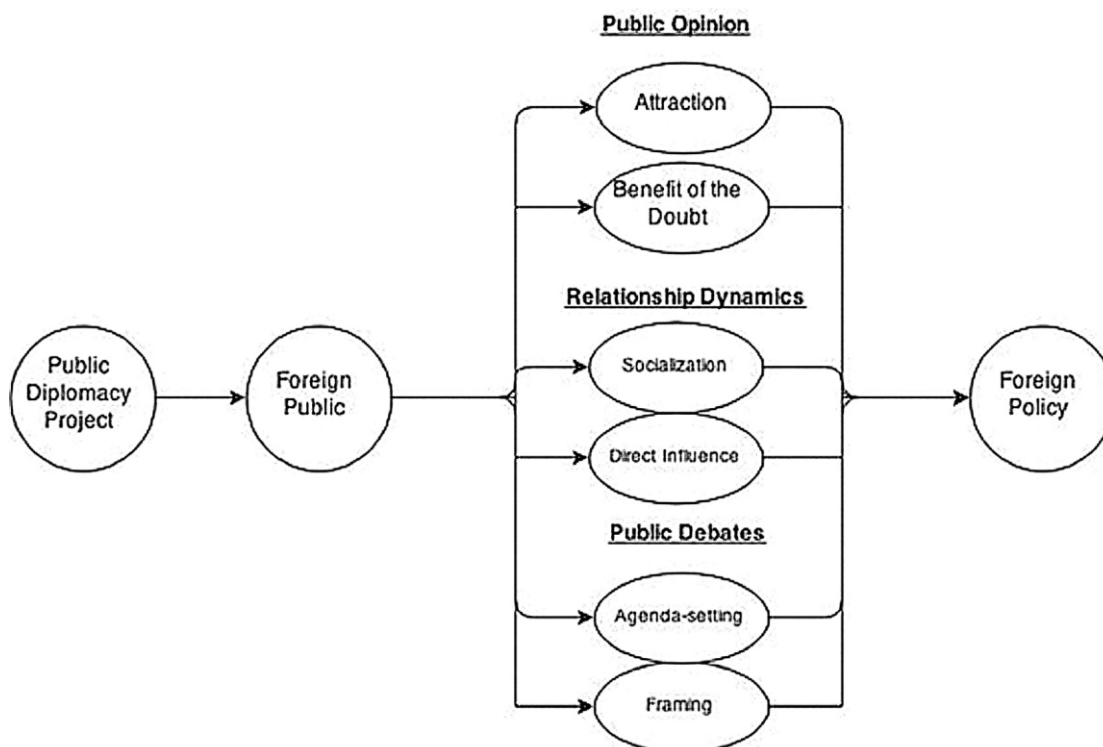 Public Opinion
Attraction
Benefit of the
Doubt
Relationship Dynamics
Public
Diplomacy
Project
Foreign
Public
Socialization
Direct Influence
Foreign
Policy
Public Debates
Agenda-setting
Framing